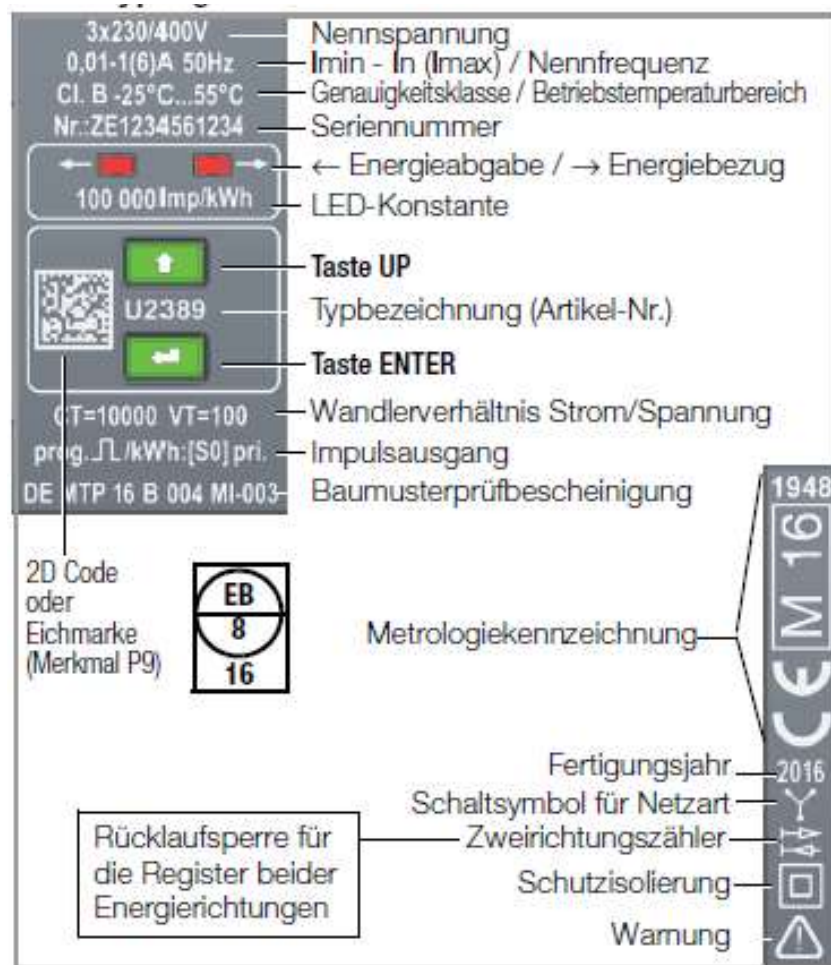 3x230/400V
Nennspannung
0,01-1(6)A 50Hz
Imin - In (Imax) / Nennfrequenz
Cl. B -25°C...55°C
Genauigkeitsklasse / Betriebstemperaturbereich
Nr.:ZE1234561234
Seriennummer
← →
← Energieabgabe / → Energiebezug
100 000 Imp/kWh
LED-Konstante
Taste UP
U2389
Typbezeichnung (Artikel-Nr.)
Taste ENTER
CT=10000 VT=100
Wandlerverhältnis Strom/Spannung
prog. /kWh:[S0] pri.
Impulsausgang
DE MTP 16 B 004 MI-003
Baumusterprüfbescheinigung
2D Code
oder
Eichmarke
(Merkmal P9)
EB
8
16
Metrologiekennzeichnung
1948
M 16
CE
Fertigungsjahr
2016
Schaltsymbol für Netzart
Zweirichtungszähler
Rücklaufsperre für
die Register beider
Energierichtungen
Schutzisolierung
Warnung